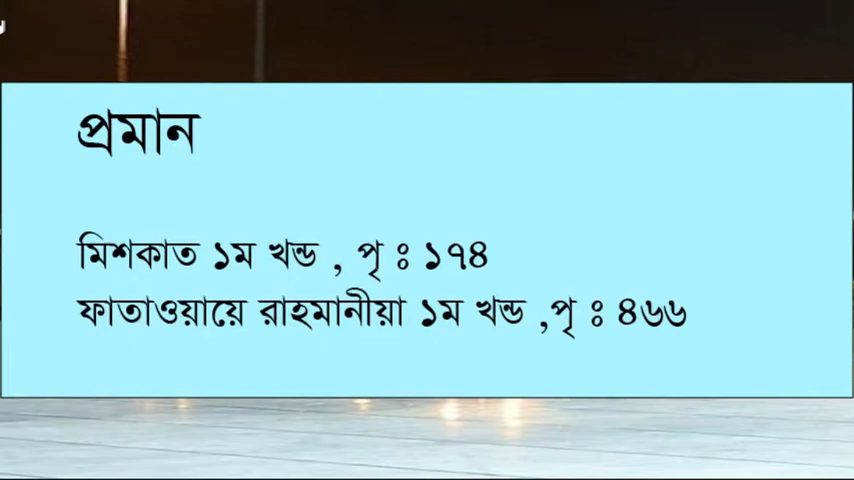 প্রমান
মিশকাত ১ম খন্ড , পৃ ঃ ১৭৪
ফাতাওয়ায়ে রাহমানীয়া ১ম খন্ড ,পৃ ঃ ৪৬৬